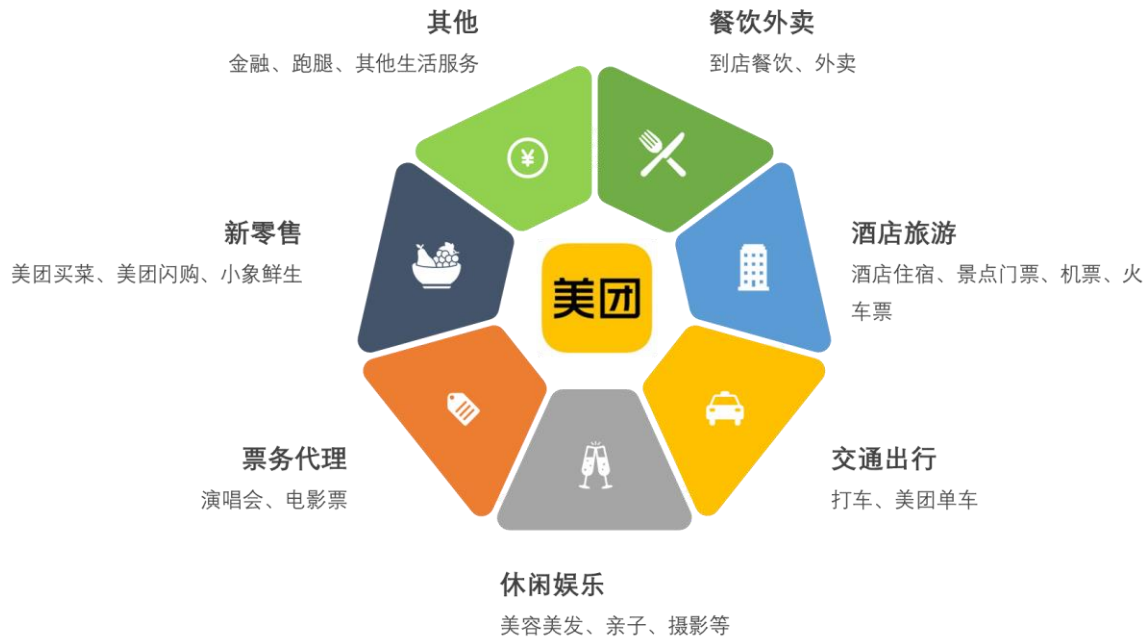 其他
金融、跑腿、其他生活服务
餐饮外卖
到店餐饮、外卖
新零售
美团买菜、美团闪购、小象鲜生
美团
酒店旅游
酒店住宿、景点门票、机票、火
车票
票务代理
演唱会、电影票
交通出行
打车、美团单车
休闲娱乐
美容美发、亲子、摄影等
¥